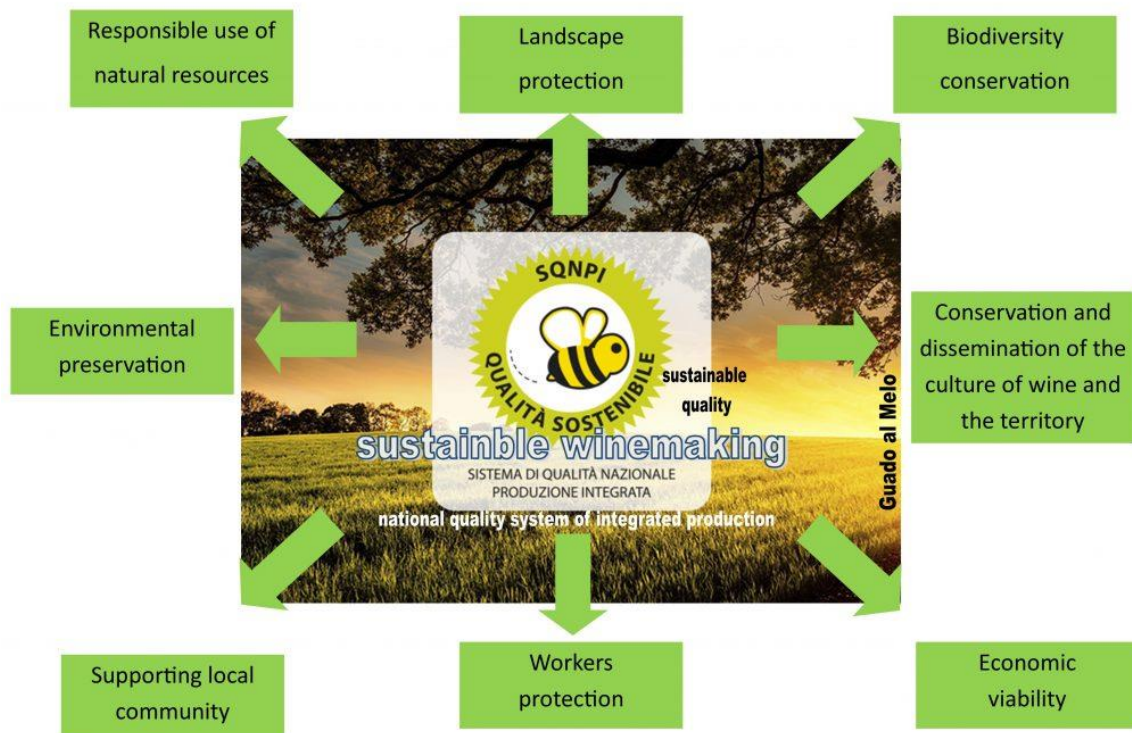 Responsible use of
natural resources
Landscape
protection
Biodiversity
conservation
Environmental
preservation
SQNPI
QUALITÀ SOSTENIBILE
sustainable
quality
sustainble winemaking
SISTEMA DI QUALITÀ NAZIONALE
PRODUZIONE INTEGRATA
national quality system of integrated production
Guado al Melo
Conservation and
dissemination of the
culture of wine and
the territory
Supporting local
community
Workers
protection
Economic
viability